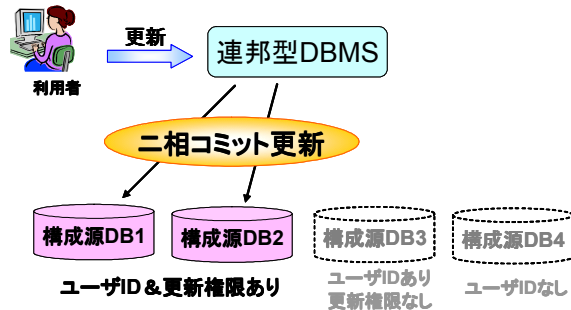 更新
連邦型DBMS
利用者
二相コミット更新
構成源DB1
構成源DB2
構成源DB3
構成源DB4
ユーザID＆更新権限あり
ユーザIDあり
更新権限なし
ユーザIDなし